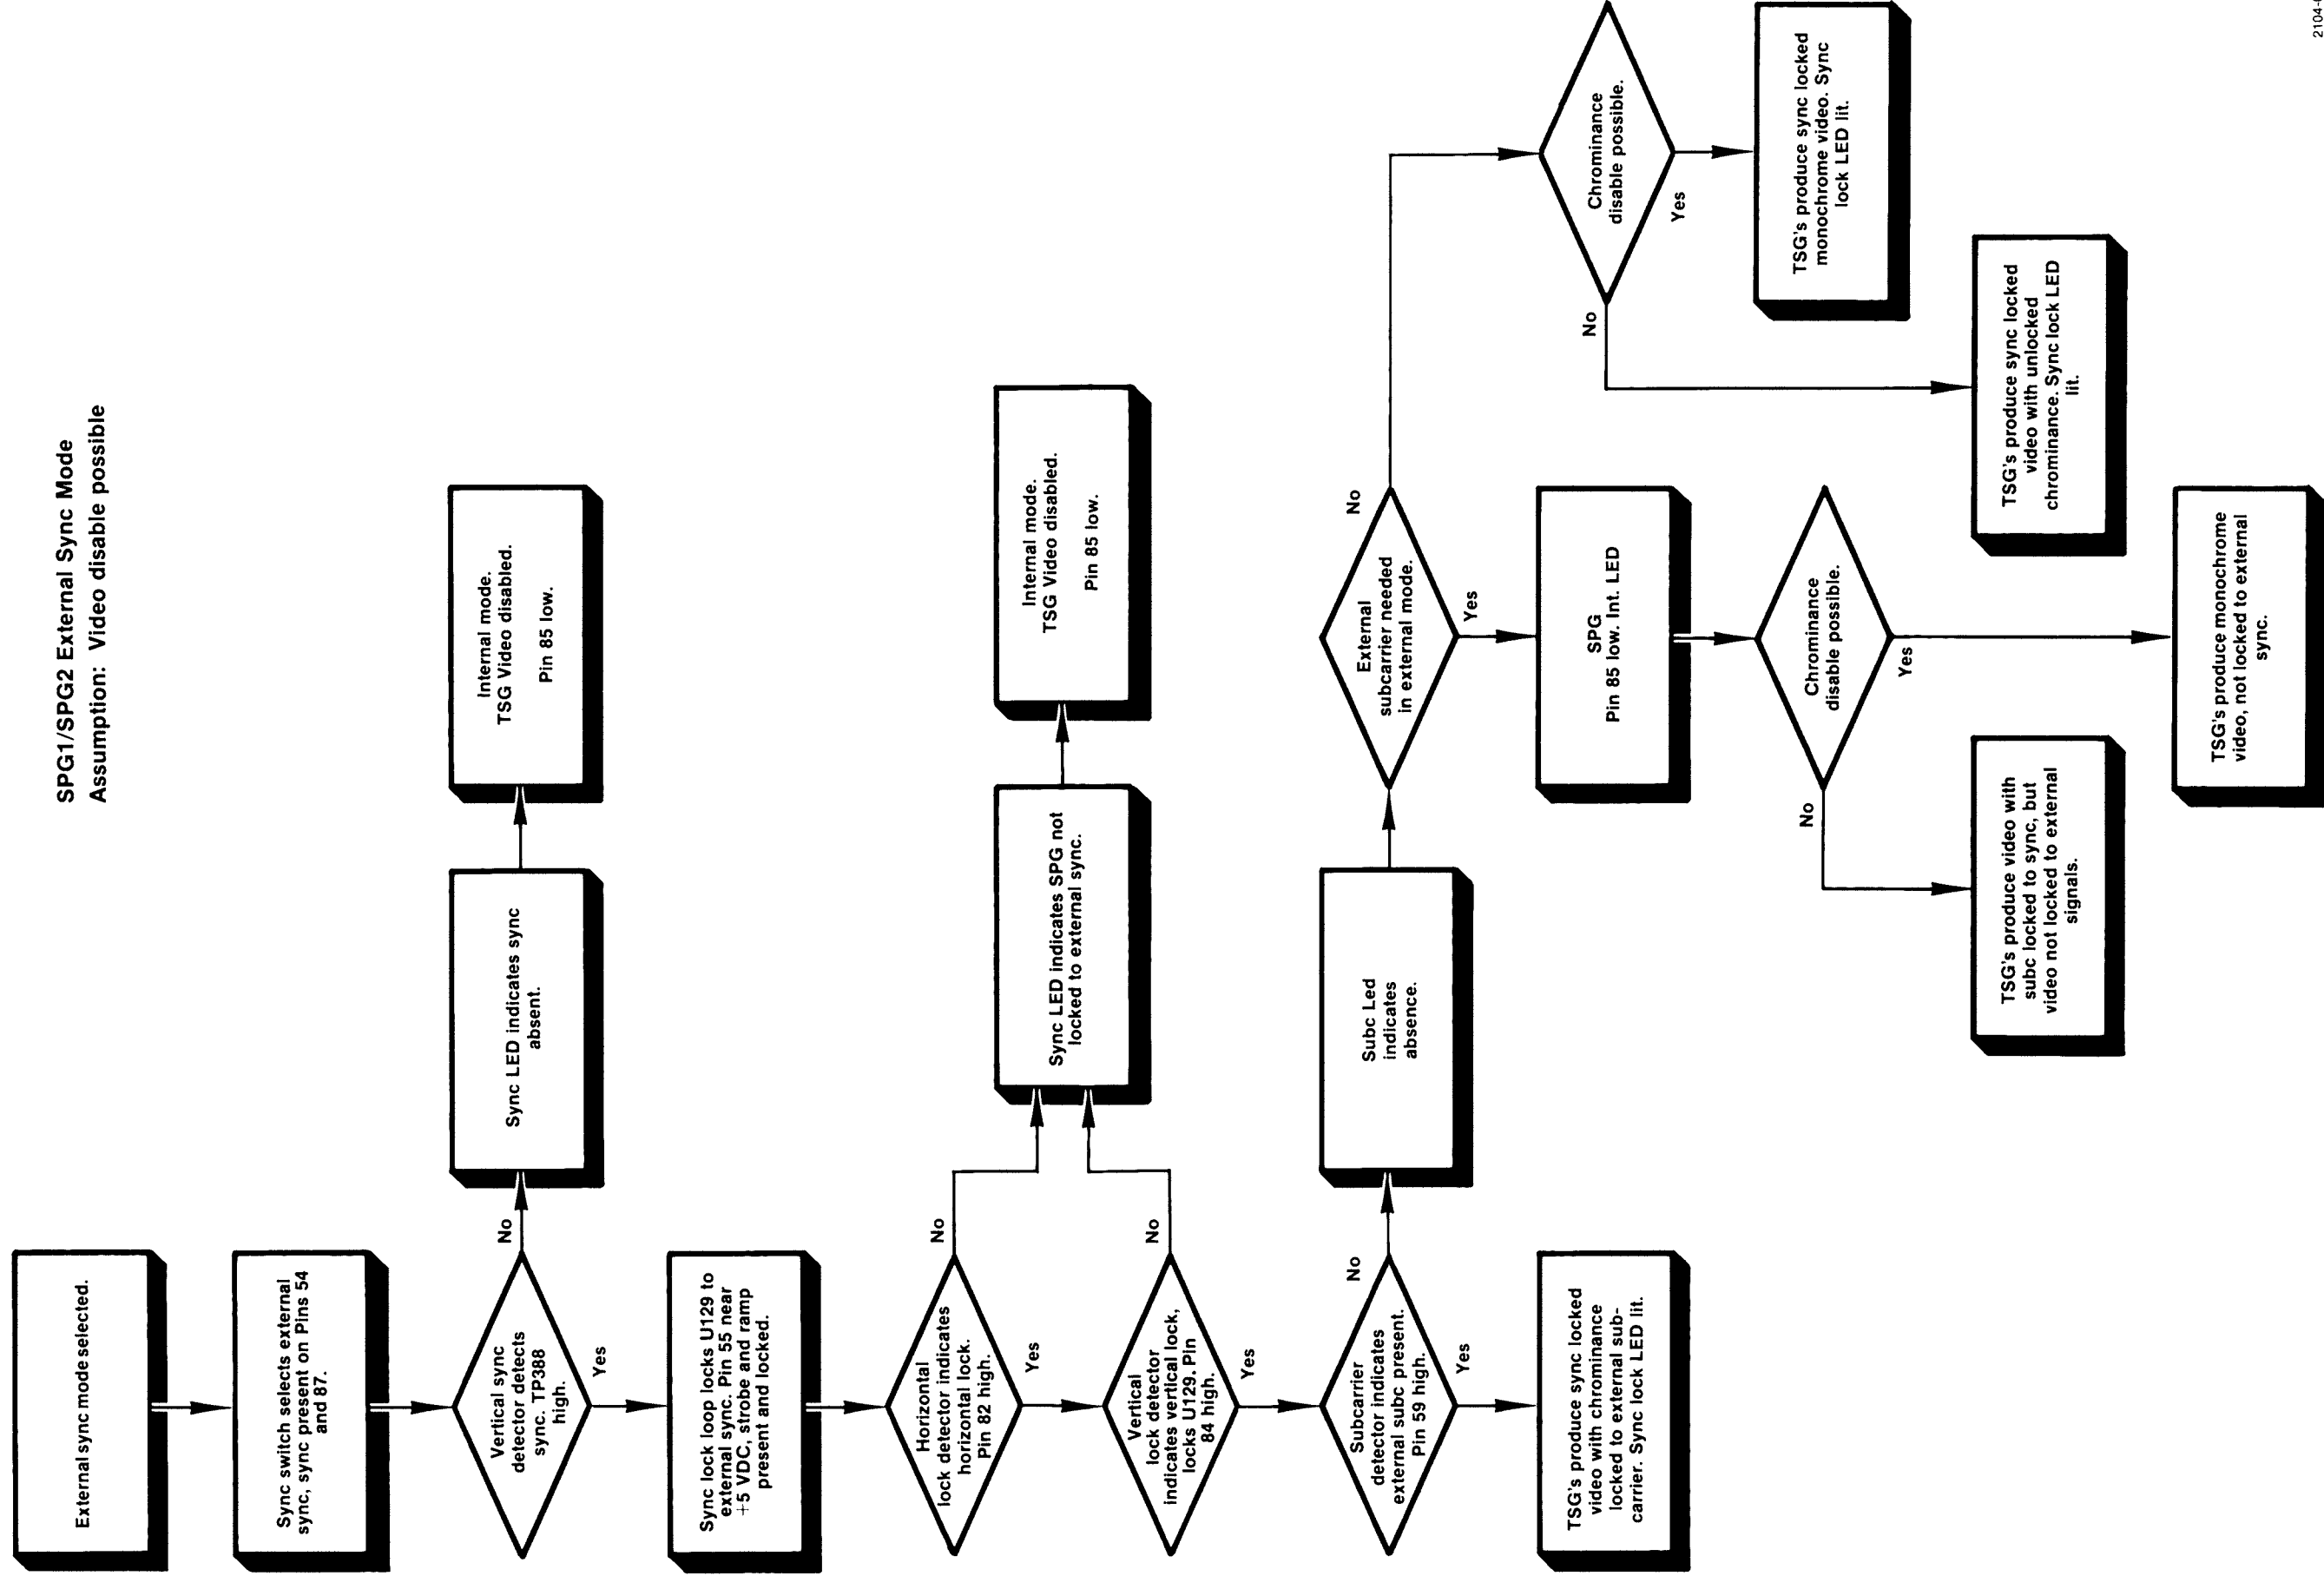 SPG1/SPG2 External Sync Mode
Assumption: Video disable possible
External sync mode selected.
Sync switch selects external
sync, sync present on Pins 54
and 87.
Vertical sync
detector detects
sync. TP388
high.
No
Sync LED indicates sync
absent.
Internal mode.
TSG Video disabled.
Pin 85 low.
Yes
Sync lock loop locks U129 to
external sync. Pin 55 near
+5 VDC, strobe and ramp
present and locked.
Horizontal
lock detector indicates
horizontal lock.
Pin 82 high.
No
Yes
Sync LED indicates SPG not
locked to external sync.
Internal mode.
TSG Video disabled.
Pin 85 low.
Vertical
lock detector
indicates vertical lock,
locks U129. Pin
84 high.
No
Yes
Subcarrier
detector indicates
external subc present.
Pin 59 high.
No
Yes
Subc Led
indicates
absence.
External
subcarrier needed
in external mode.
No
Yes
TSG's produce sync locked
video with chrominance
locked to external sub-
carrier. Sync lock LED lit.
SPG
Pin 85 low. Int. LED
Chrominance
disable possible.
No
Yes
TSG's produce video with
subc locked to sync, but
video not locked to external
signals.
TSG's produce monochrome
video, not locked to external
sync.
Chrominance
disable possible.
No
Yes
TSG's produce sync locked
video with unlocked
chrominance. Sync lock LED
lit.
TSG's produce sync locked
monochrome video. Sync
lock LED lit.